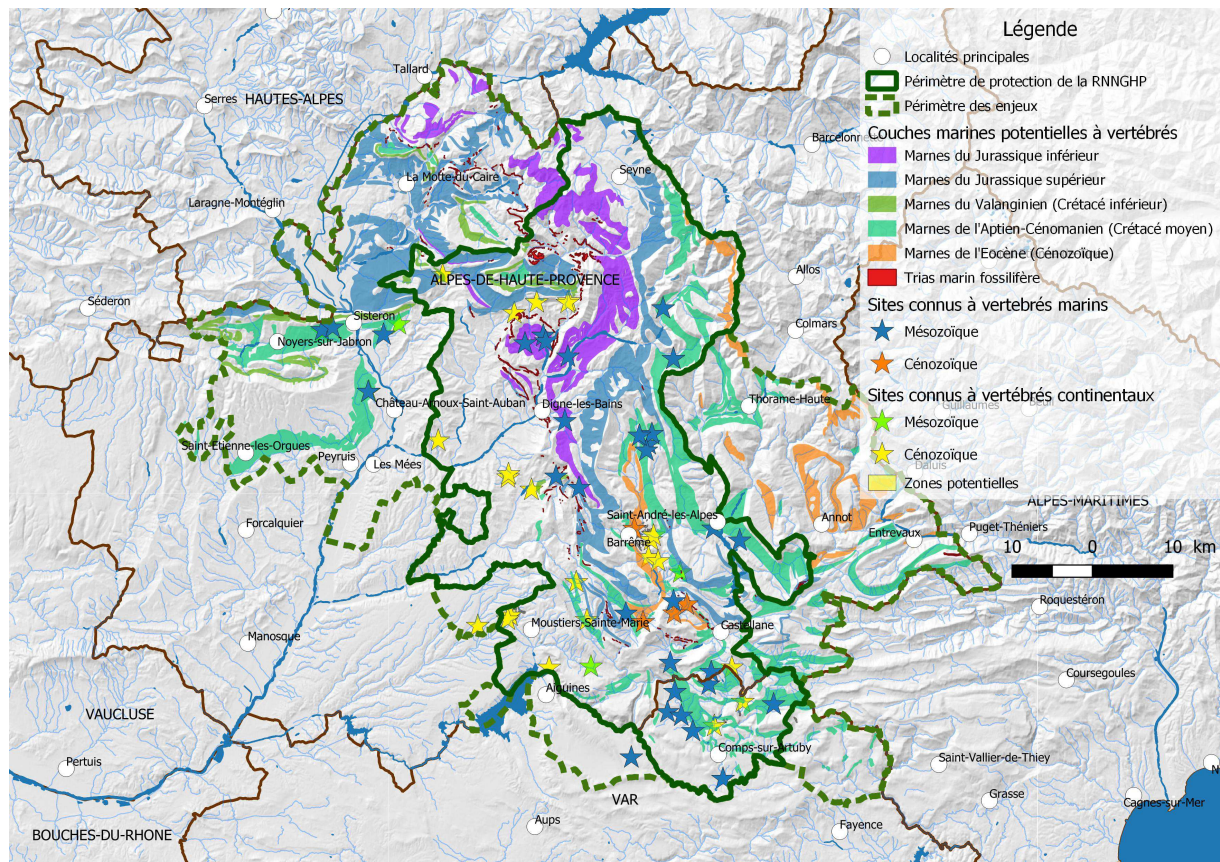 Légende
Localités principales
Périmètre de protection de la RNNGHP
Périmètre des enjeux
Couches marines potentielles à vértébrés
Marnes du Jurassique inférieur
Marnes du Jurassique supérieur
Marnes du Valanginien (Crétacé inférieur)
Marnes de l'Aptien-Cénomanien (Crétacé moyen)
Marnes de l'Eocène (Cénozoïque)
Trias marin fossilifère
Sites connus à vertebrés marins
Mésozoïque
Cénozoïque
Sites connus à vértébrés continentaux
Mésozoïque
Cénozoïque
Zones potentielles
Tallard
Serres
HAUTES-ALPES
Barcelonnette
Seyne
La Motte-du-Caire
Laragne-Montéglin
Allos
ALPES-DE-HAUTE-PROVENCE
Séderon
Sisteron
Colmars
Noyers-sur-Jabron
Thorame-Haute
Guillaumes
Château-Arnoux-Saint-Auban
Digne-les-Bains
Saint-Etienne-les-Orgues
Peyruis
Les Mées
Daluis
ALPES-MARITIMES
Saint-André-les-Alpes
Annot
Forcalquier
Barrême
Entrevaux
Puget-Théniers
10 0 10 km
Roquestéron
Moustiers-Sainte-Marie
Castellane
Manosque
Coursegoules
Aiguines
VAUCLUSE
Comps-sur-Artuby
Saint-Vallier-de-Thiey
Pertuis
VAR
Grasse
Cagnes-sur-Mer
BOUCHES-DU-RHONE
Aups
Fayence